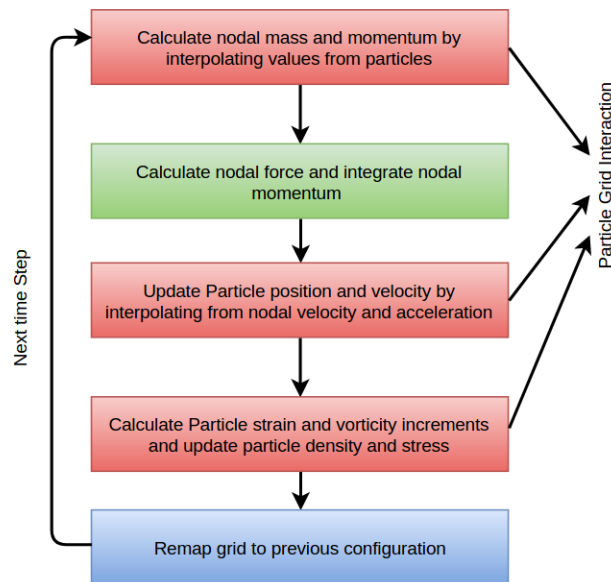 Calculate nodal mass and momentum by
interpolating values from particles
Calculate nodal force and integrate nodal
momentum
Update Particle position and velocity by
interpolating from nodal velocity and acceleration
Calculate Particle strain and vorticity increments
and update particle density and stress
Remap grid to previous configuration
Next time Step
Particle Grid Interaction